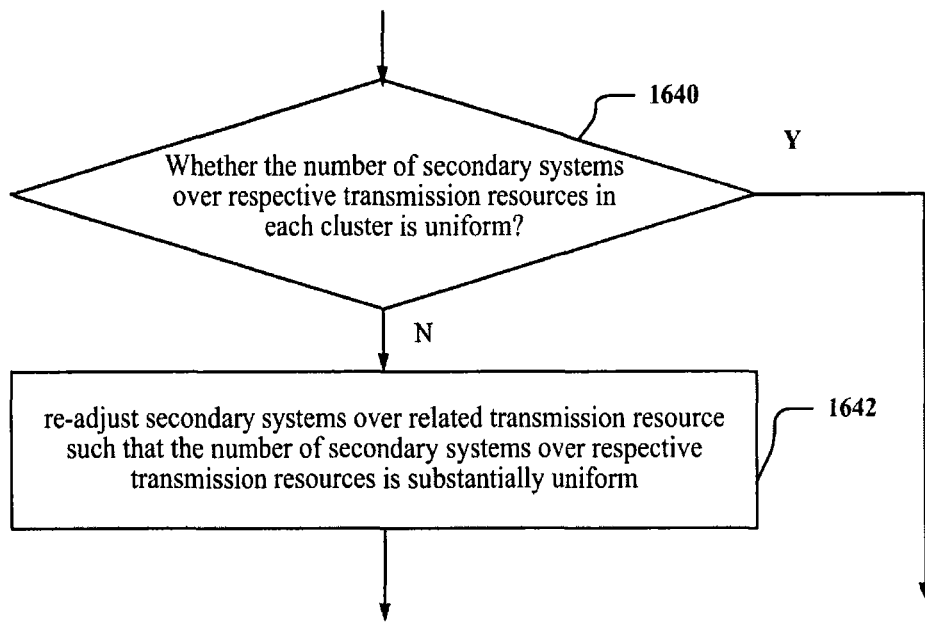 1640
Y
Whether the number of secondary systems
over respective transmission resources in
each cluster is uniform?
N
re-adjust secondary systems over related transmission resource
such that the number of secondary systems over respective
transmission resources is substantially uniform
1642